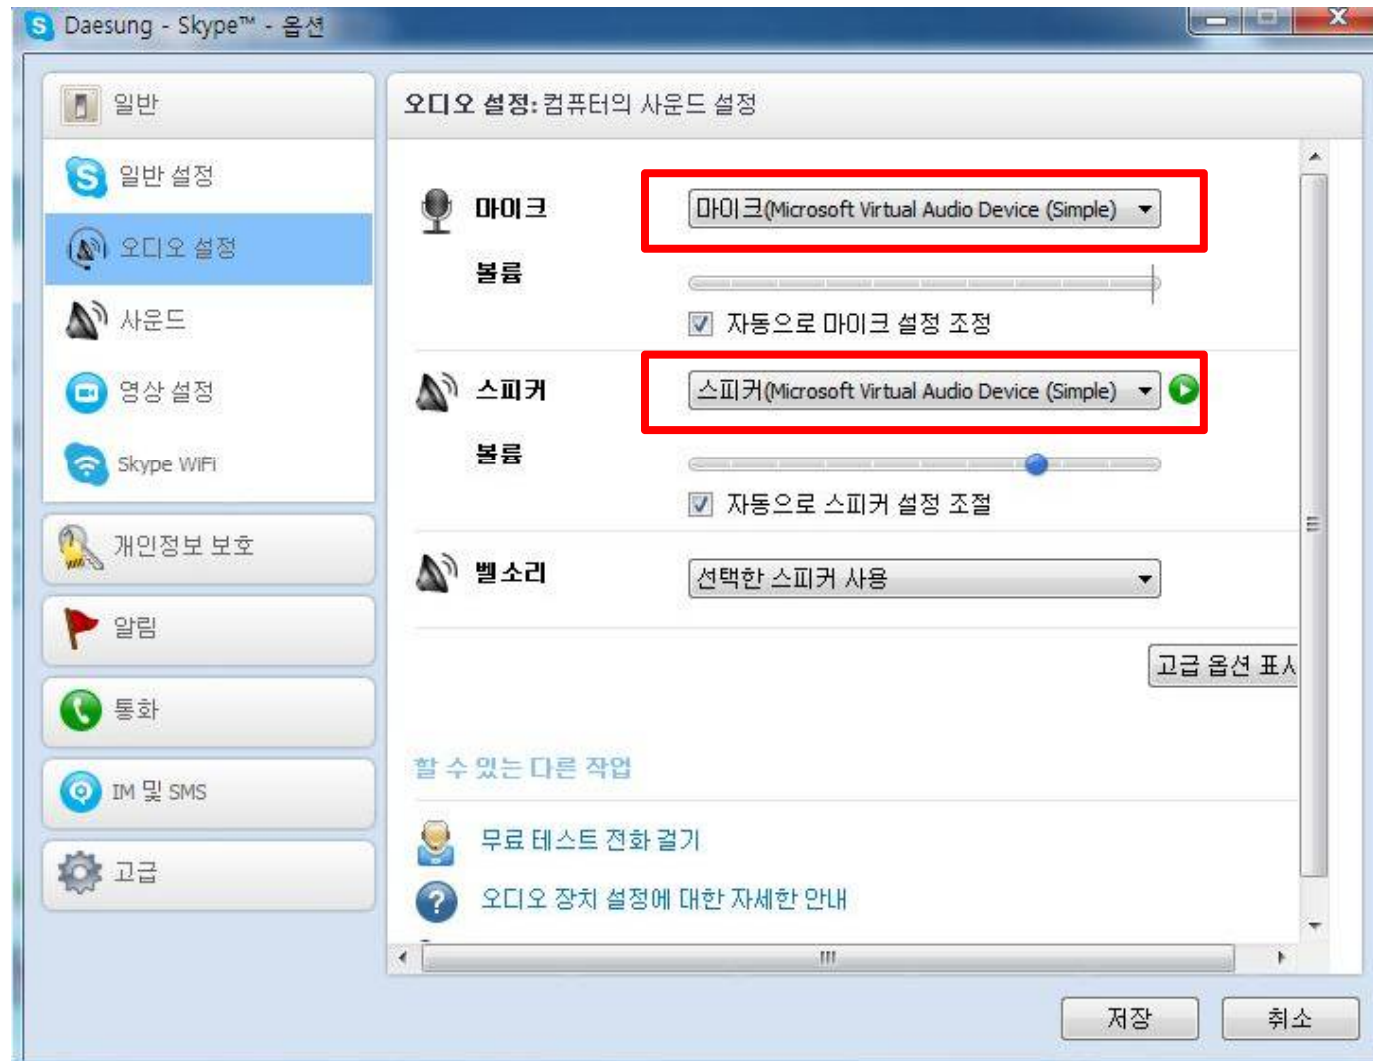 Daesung - Skype™ - 옵션
일반
일반 설정
오디오 설정
사운드
영상 설정
Skype WiFi
개인정보 보호
알림
통화
IM 및 SMS
고급
오디오 설정: 컴퓨터의 사운드 설정
마이크 마이크(Microsoft Virtual Audio Device (Simple)
볼륨
자동으로 마이크 설정 조정
스피커 스피커(Microsoft Virtual Audio Device (Simple)
볼륨
자동으로 스피커 설정 조절
벨소리 선택한 스피커 사용
고급 옵션 표시
할 수 있는 다른 작업
무료 테스트 전화 걸기
오디오 장치 설정에 대한 자세한 안내
저장 취소